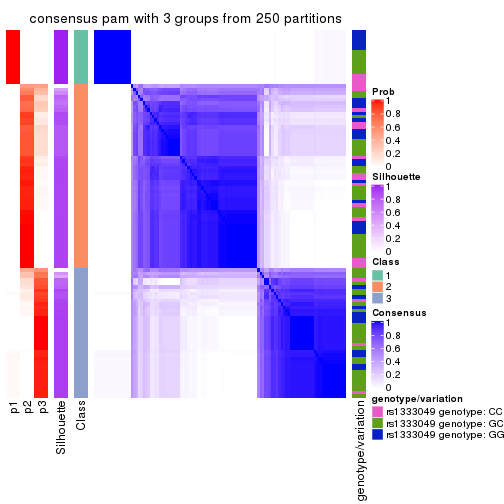 consensus pam with 3 groups from 250 partitions
Prob
1
0.8
0.6
0.4
0.2
0
Silhouette
1
0.8
0.6
0.4
0.2
0
Class
1
2
3
Consensus
1
0.8
0.6
0.4
0.2
0
genotype/variation
rs1333049 genotype: CC
rs1333049 genotype: GC
rs1333049 genotype: GG
p1
p2
p3
Silhouette
Class
genotype/variation